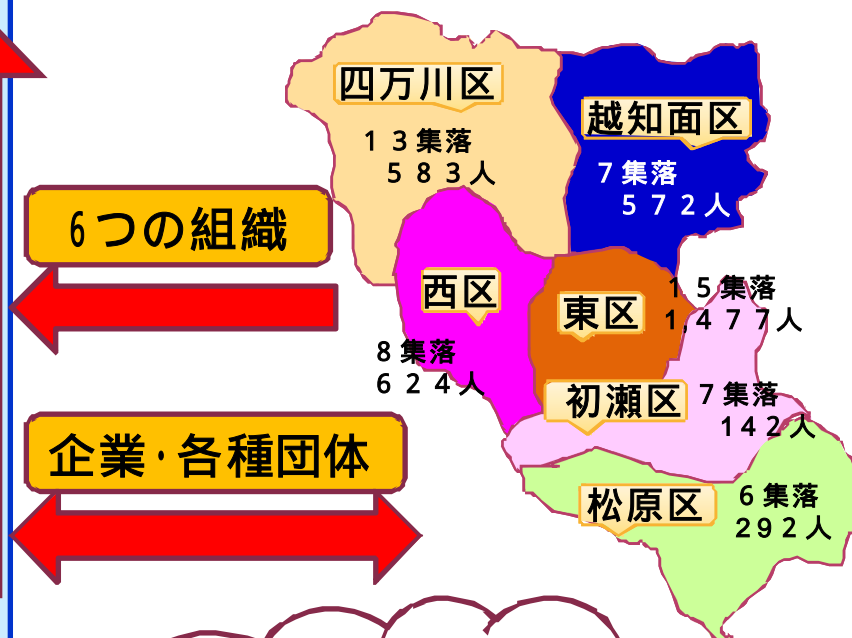 四万川区
１３集落
５８３人
越知面区
７集落
５７２人
6つの組織
西区
８集落
６２４人
東区
１５集落
１,４７７人
初瀬区
７集落
１４２人
企業・各種団体
松原区
６集落
２９２人